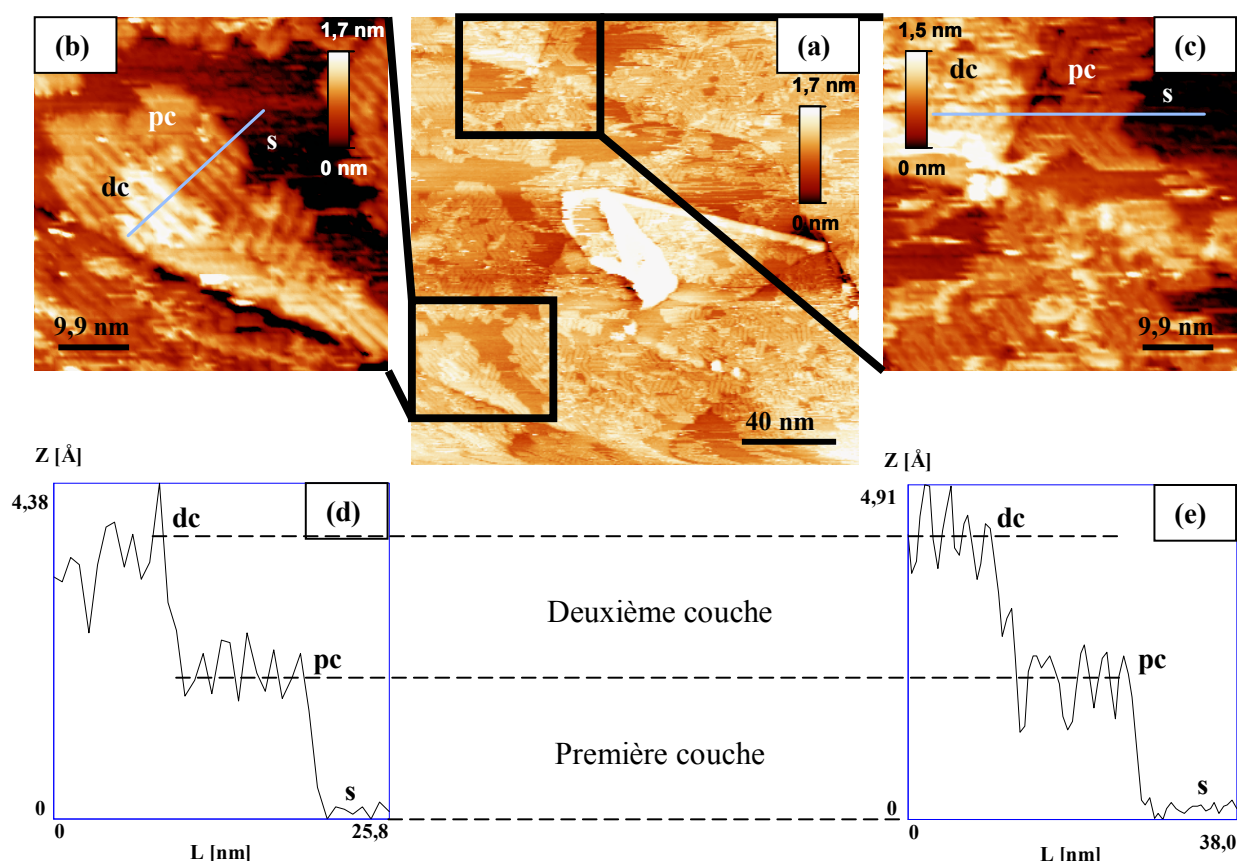 (b)
1,7 nm
0 nm
pc
s
dc
9,9 nm
(a)
1,7 nm
0 nm
40 nm
(c)
1,5 nm
0 nm
dc
pc
s
9,9 nm
Z [Å]
4,38
(d)
dc
pc
s
0
0
25,8
L [nm]
Deuxième couche
Première couche
Z [Å]
4,91
(e)
dc
pc
s
0
0
38,0
L [nm]